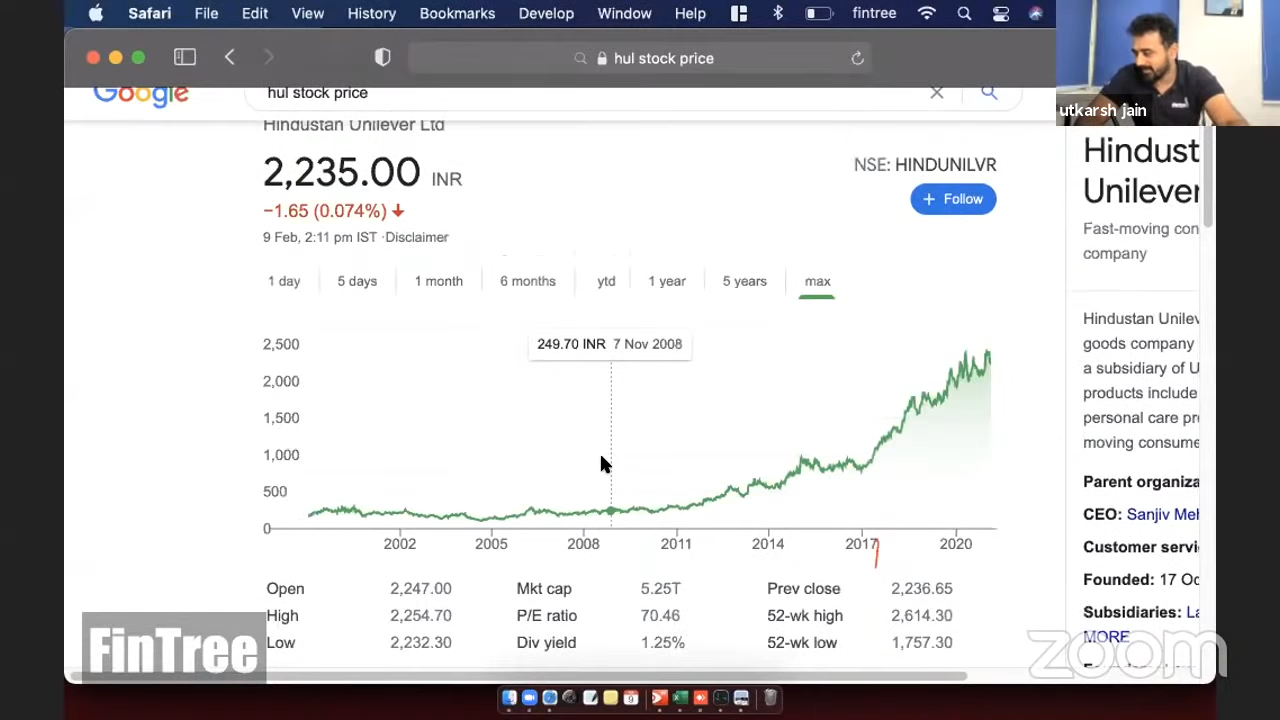 Safari File Edit View History Bookmarks Develop Window Help fintree
hul stock price
utkarsh jain
Google hul stock price
Hindustan Unilever Ltd
2,235.00 INR
−1.65 (0.074%)
9 Feb, 2:11 pm IST ·Disclaimer
NSE: HINDUNILVR
+ Follow
1 day 5 days 1 month 6 months ytd 1 year 5 years max
249.70 INR 7 Nov 2008
2,500
2,000
1,500
1,000
500
0
2002 2005 2008 2011 2014 2017 2020
Open 2,247.00 Mkt cap 5.25T Prev close 2,236.65
High 2,254.70 P/E ratio 70.46 52-wk high 2,614.30
Low 2,232.30 Div yield 1.25% 52-wk low 1,757.30
Hindust
Unilever
Fast-moving con
company
Hindustan Unilev
goods company
a subsidiary of U
products include
personal care pr
moving consume
Parent organiza
CEO: Sanjiv Meh
Customer servi
Founded: 17 Oc
Subsidiaries: La
MORE
FinTree
zoom